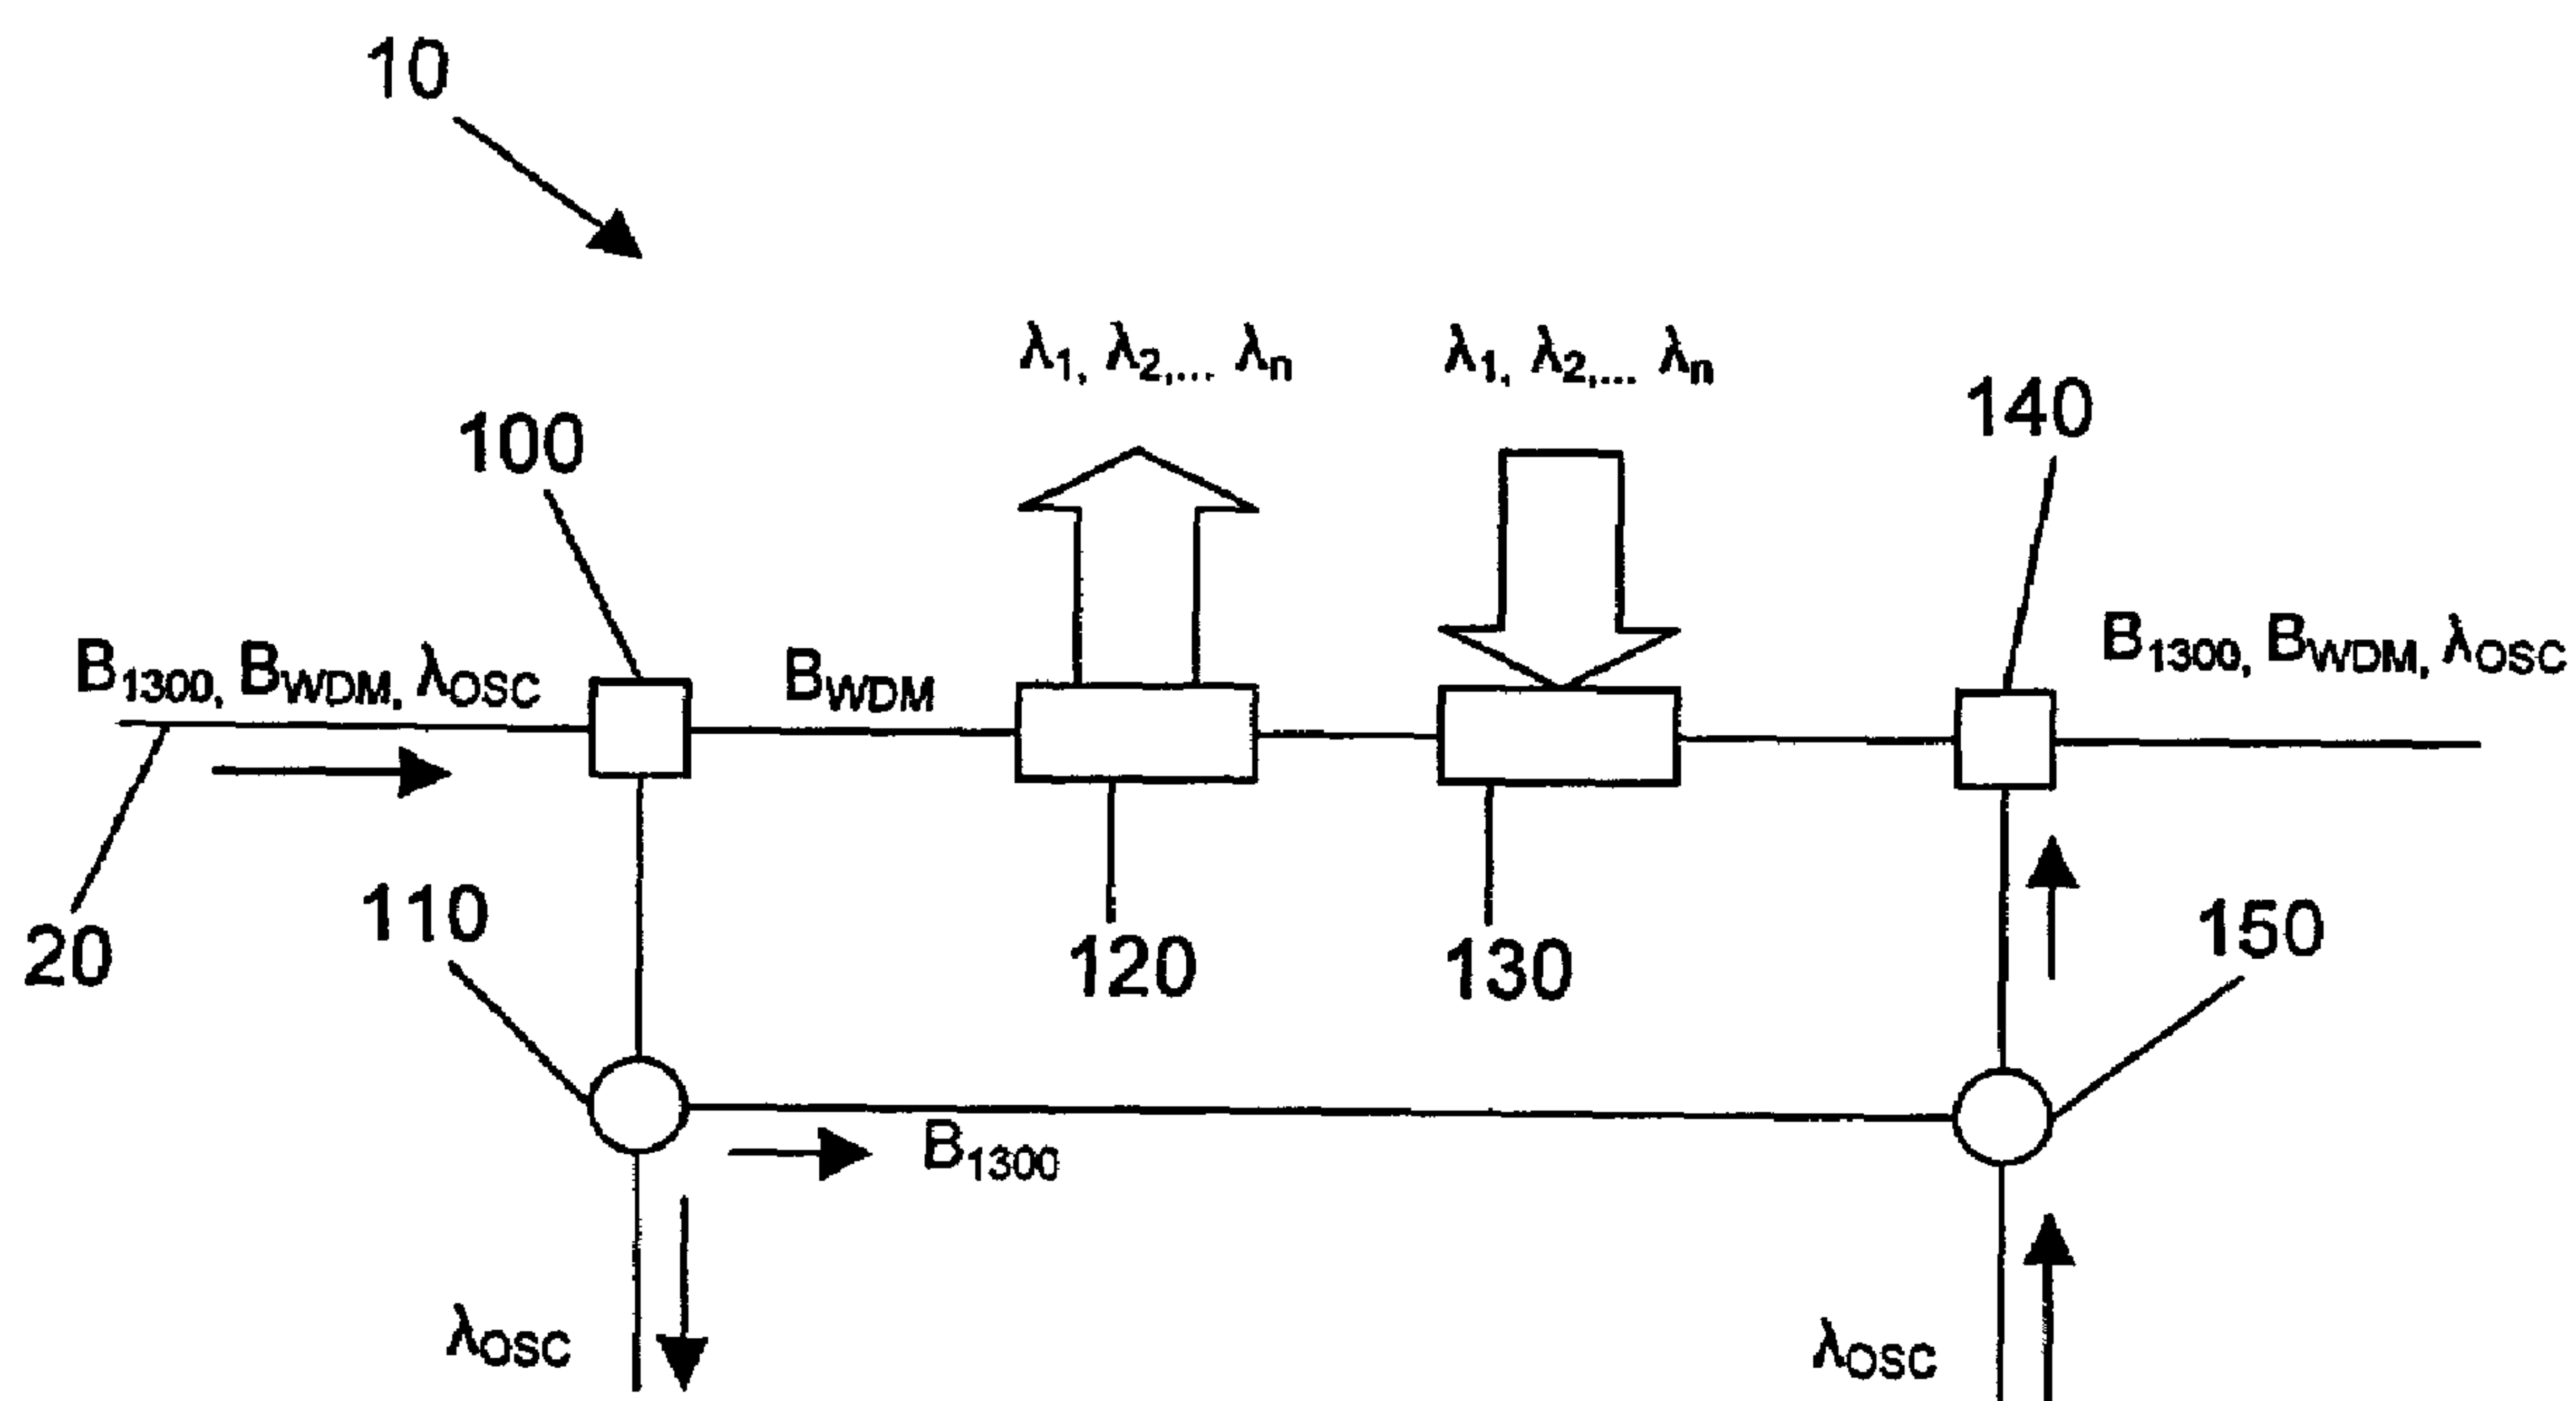 10
λ1, λ2,... λn
λ1, λ2,... λn
100
140
B1300, BWDM, λOSC
BWDM
B1300, BWDM, λOSC
20
110
120
130
150
B1300
λOSC
λOSC